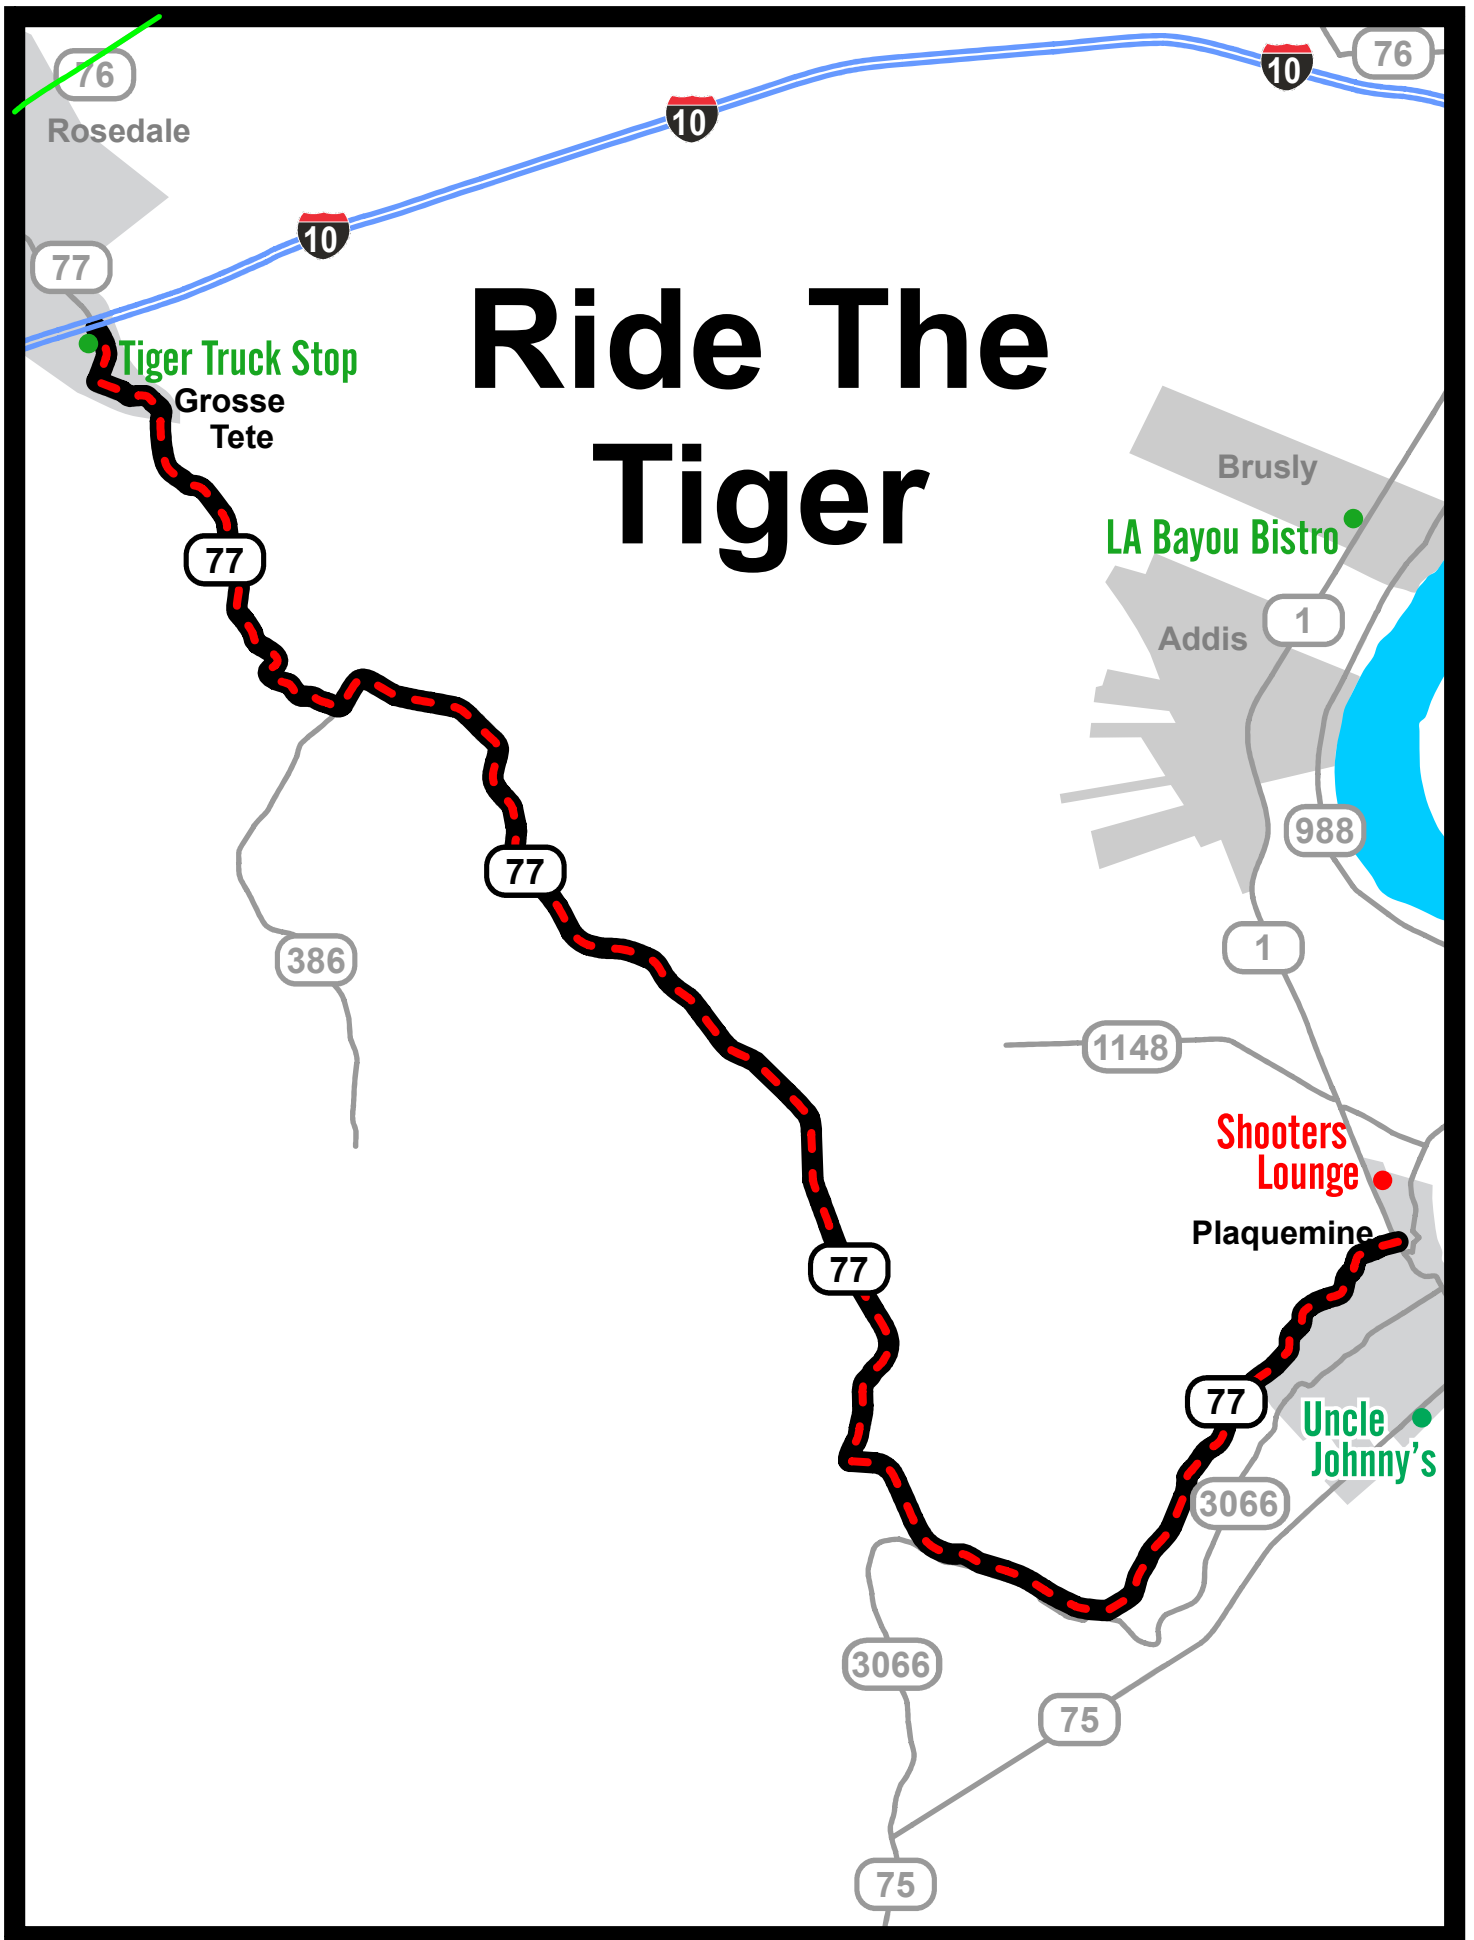 76
76
10
10
10
Rosedale
77
Ride The
Tiger
Tiger Truck Stop
Grosse
Tete
Brusly
LA Bayou Bistro
77
1
Addis
988
77
1
386
1148
Shooters
Lounge
Plaquemine
77
77
Uncle
Johnny's
3066
3066
75
75